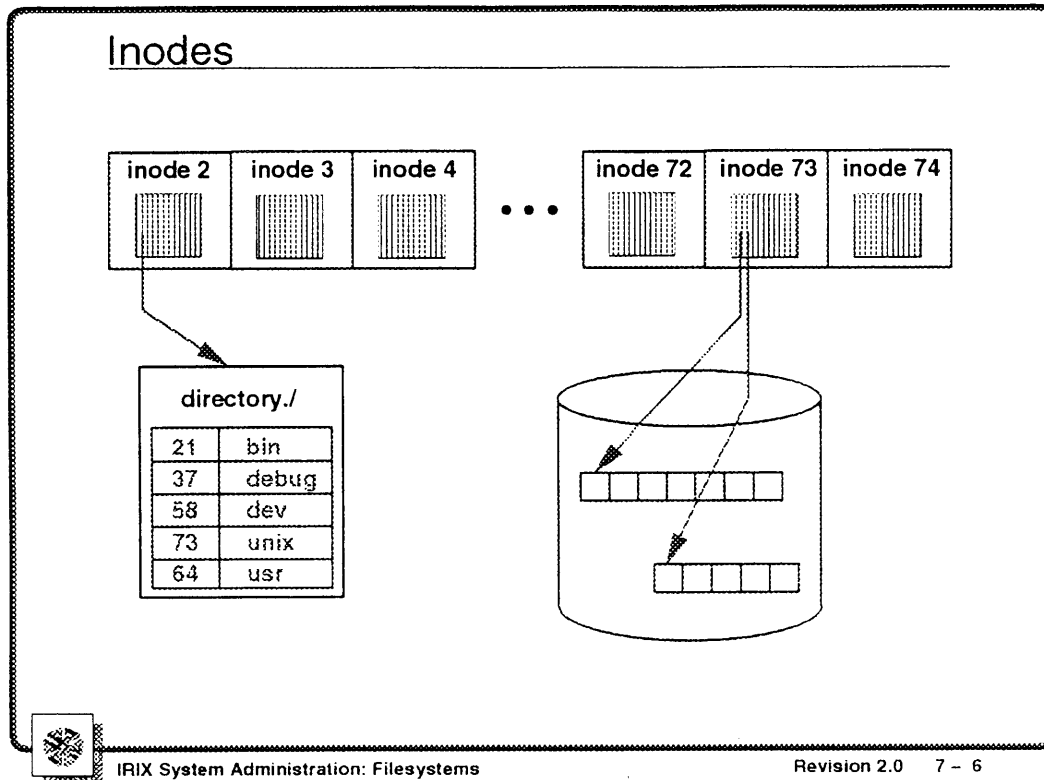 Inodes
inode 2 inode 3 inode 4 • • • inode 72 inode 73 inode 74
directory./
21 bin
37 debug
58 dev
73 unix
64 usr
IRIX System Administration: Filesystems Revision 2.0 7 – 6